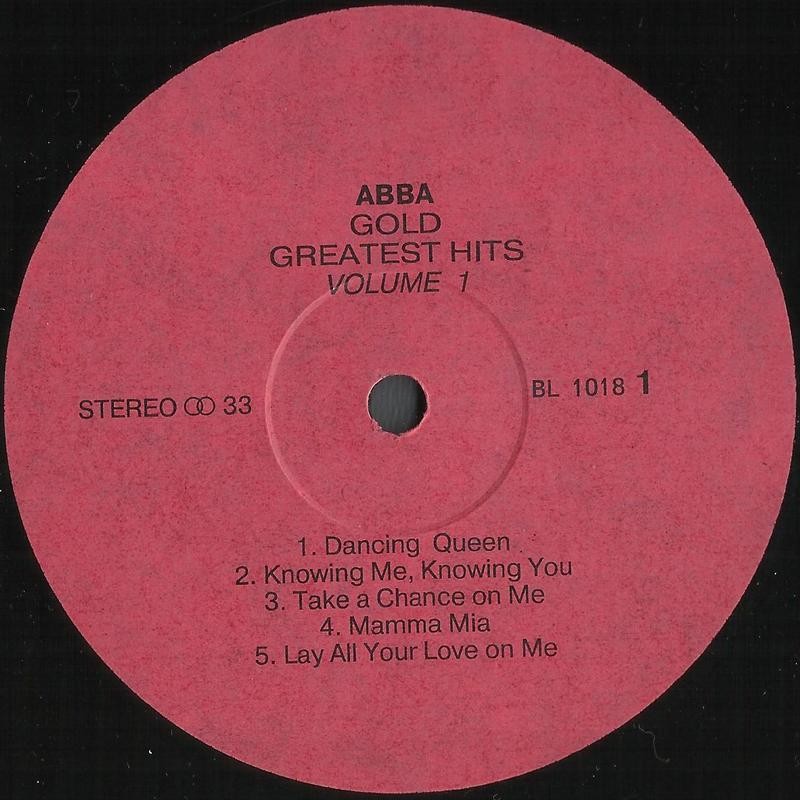 ABBA
GOLD
GREATEST HITS
VOLUME 1
STEREO 33
BL 1018 1
1. Dancing Queen
2. Knowing Me, Knowing You
3. Take a Chance on Me
4. Mamma Mia
5. Lay All Your Love on Me